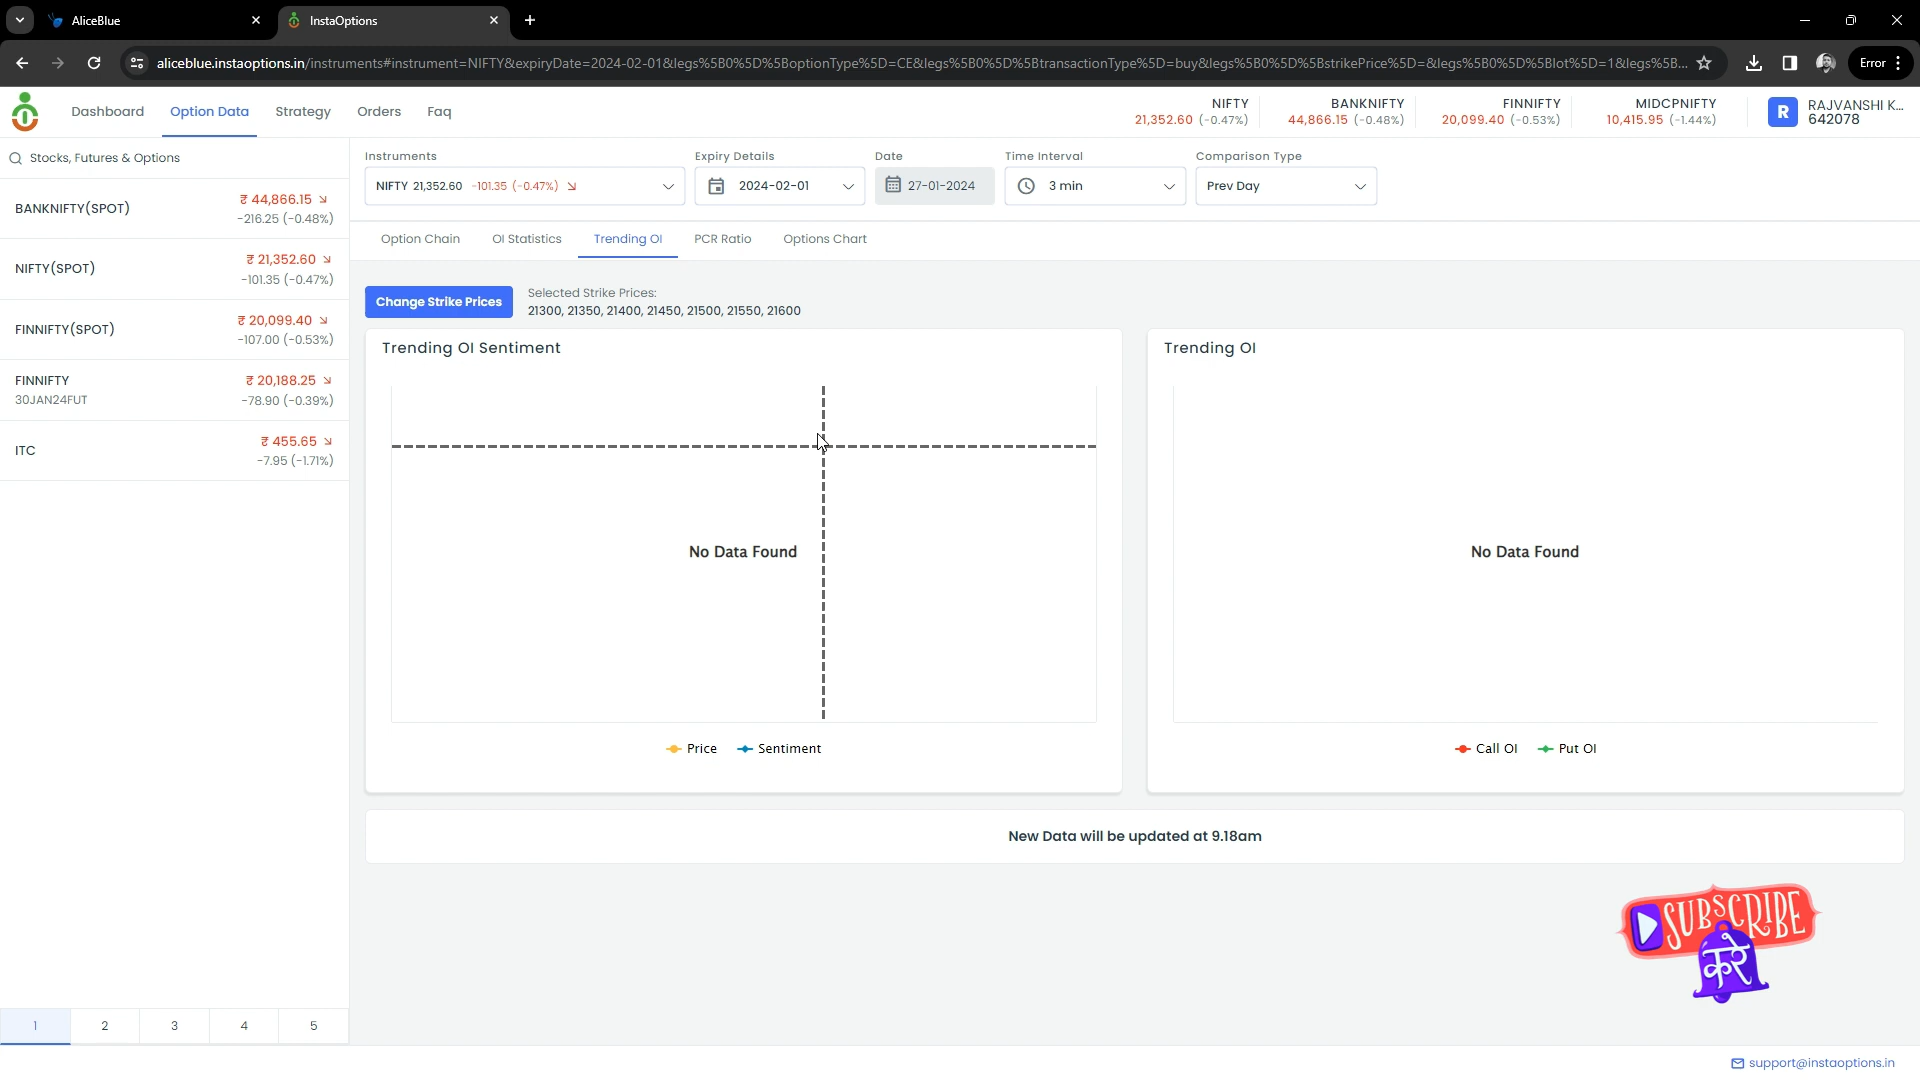 AliceBlue
InstaOptions
aliceblue.instaoptions.in/instruments#instrument=NIFTY&expiryDate=2024-02-01&legs%5B0%5D%5BoptionType%5D=CE&legs%5B0%5D%5BtransactionType%5D=buy&legs%5B0%5D%5BstrikePrice%5D=&legs%5B0%5D%5Blot%5D=1&legs%5B...
Error
Dashboard
Option Data
Strategy
Orders
Faq
NIFTY
21,352.60 (-0.47%)
BANKNIFTY
44,866.15 (-0.48%)
FINNIFTY
20,099.40 (-0.53%)
MIDCPNIFTY
10,415.95 (-1.44%)
R
RAJVANSHI K...
642078
Stocks, Futures & Options
BANKNIFTY(SPOT)
₹ 44,866.15
-216.25 (-0.48%)
NIFTY(SPOT)
₹ 21,352.60
-101.35 (-0.47%)
FINNIFTY(SPOT)
₹ 20,099.40
-107.00 (-0.53%)
FINNIFTY
30JAN24FUT
₹ 20,188.25
-78.90 (-0.39%)
ITC
₹ 455.65
-7.95 (-1.71%)
1 2 3 4 5
Instruments
NIFTY 21,352.60 -101.35 (-0.47%)
Expiry Details
2024-02-01
Date
27-01-2024
Time Interval
3 min
Comparison Type
Prev Day
Option Chain
OI Statistics
Trending OI
PCR Ratio
Options Chart
Change Strike Prices
Selected Strike Prices:
21300, 21350, 21400, 21450, 21500, 21550, 21600
Trending OI Sentiment
No Data Found
Price
Sentiment
Trending OI
No Data Found
Call OI
Put OI
New Data will be updated at 9.18am
SUBSCRIBE
करे
support@instaoptions.in